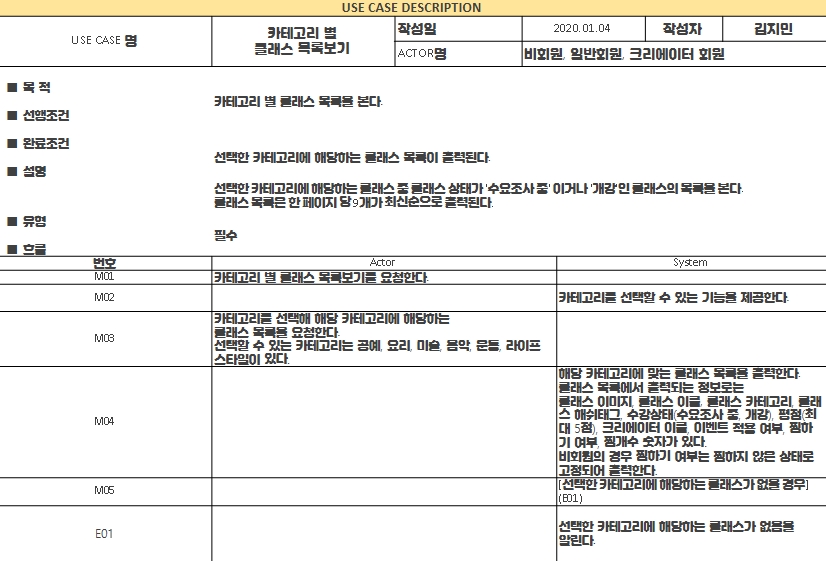 USE CASE DESCRIPTION
USE CASE 명
카테고리 별
클래스 목록보기
작성일
2020.01.04
작성자
김지민
ACTOR명
비회원, 일반회원, 크리에이터 회원
■ 목 적
카테고리 별 클래스 목록을 본다.
■ 선행조건
■ 완료조건
선택한 카테고리에 해당하는 클래스 목록이 출력된다.
■ 설명
선택한 카테고리에 해당하는 클래스 중 클래스 상태가 '수요조사 중' 이거나 '개강'인 클래스의 목록을 본다.
클래스 목록은 한 페이지 당 9개가 최신순으로 출력된다.
■ 유형
필수
■ 흐름
번호
Actor
System
M01
카테고리 별 클래스 목록보기를 요청한다.
M02
카테고리를 선택할 수 있는 기능을 제공한다.
M03
카테고리를 선택해 해당 카테고리에 해당하는
클래스 목록을 요청한다.
선택할 수 있는 카테고리는 공예, 요리, 미술, 음악, 운동, 라이프
스타일이 있다.
M04
해당 카테고리에 맞는 클래스 목록을 출력한다.
클래스 목록에서 출력되는 정보로는
클래스 이미지, 클래스 이름, 클래스 카테고리, 클래
스 해쉬태그, 수강상태(수요조사 중, 개강), 평점(최
대 5점), 크리에이터 이름, 이벤트 적용 여부, 찜하
기 여부, 찜개수 숫자가 있다.
비회원의 경우 찜하기 여부는 찜하지 않은 상태로
고정되어 출력한다.
M05
[선택한 카테고리에 해당하는 클래스가 없을 경우]
(E01)
E01
선택한 카테고리에 해당하는 클래스가 없음을
알린다.